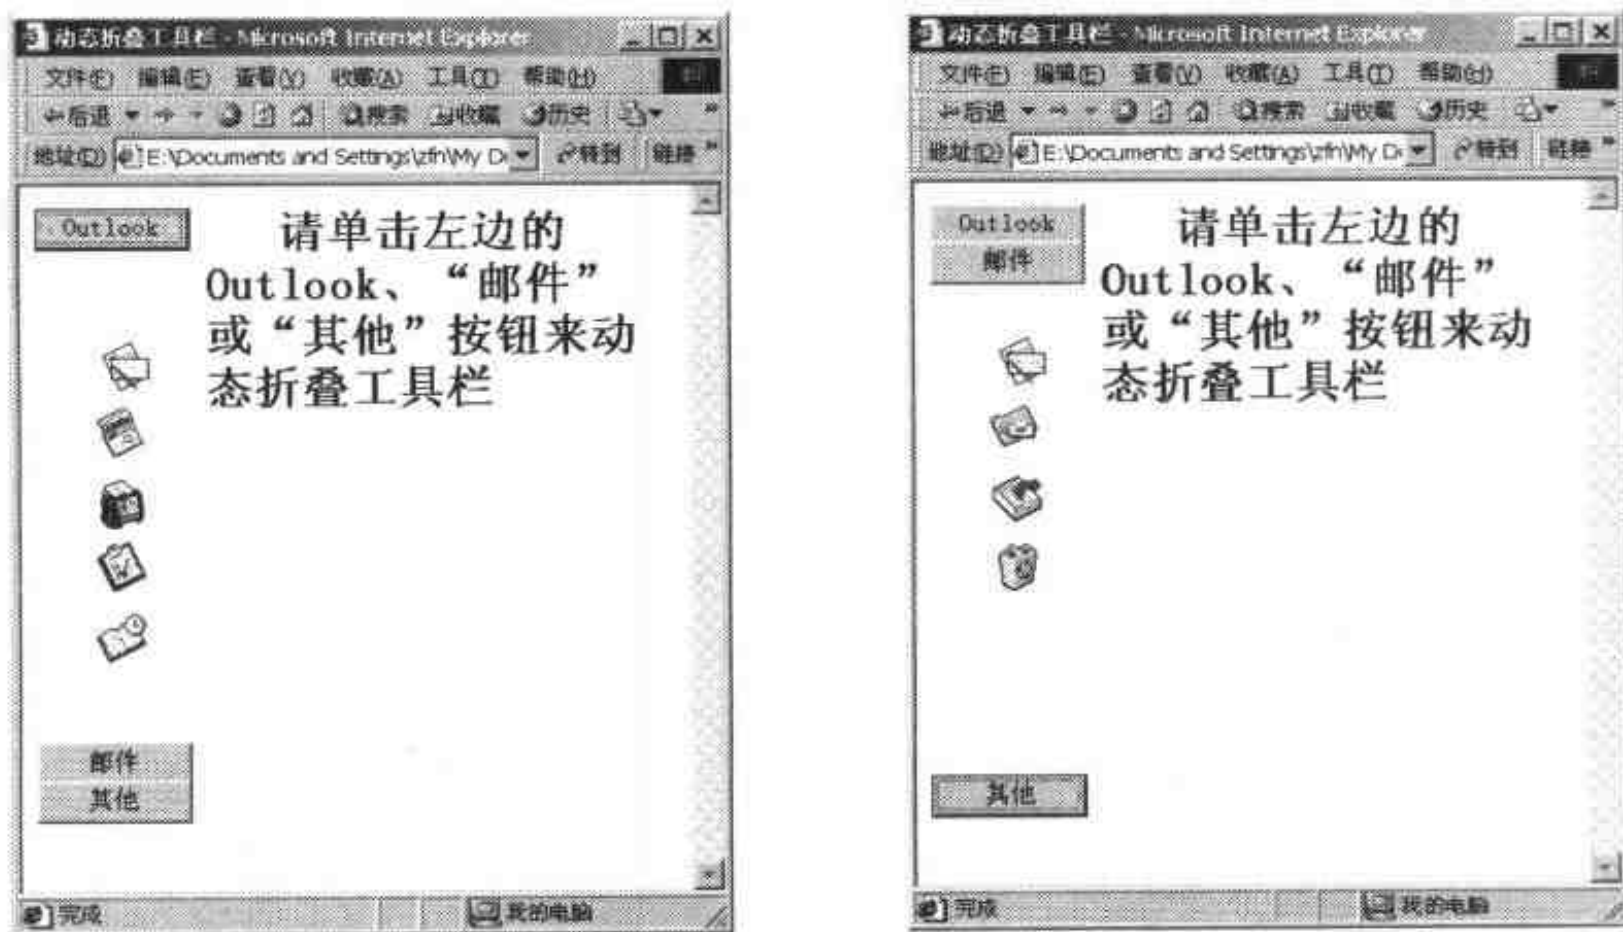 动态折叠工具栏 - Microsoft Internet Explorer
文件(F) 编辑(E) 查看(V) 收藏(A) 工具(T) 帮助(H)
后退 搜索 收藏 历史 »
地址(D) E:\Documents and Settings\zfh\My D 转到 链接 »
Outlook
请单击左边的
Outlook、“邮件”
或“其他”按钮来动
态折叠工具栏
邮件
其他
完成 我的电脑
动态折叠工具栏 - Microsoft Internet Explorer
文件(F) 编辑(E) 查看(V) 收藏(A) 工具(T) 帮助(H)
后退 搜索 收藏 历史 »
地址(D) E:\Documents and Settings\zfh\My D 转到 链接 »
Outlook
邮件
请单击左边的
Outlook、“邮件”
或“其他”按钮来动
态折叠工具栏
其他
完成 我的电脑